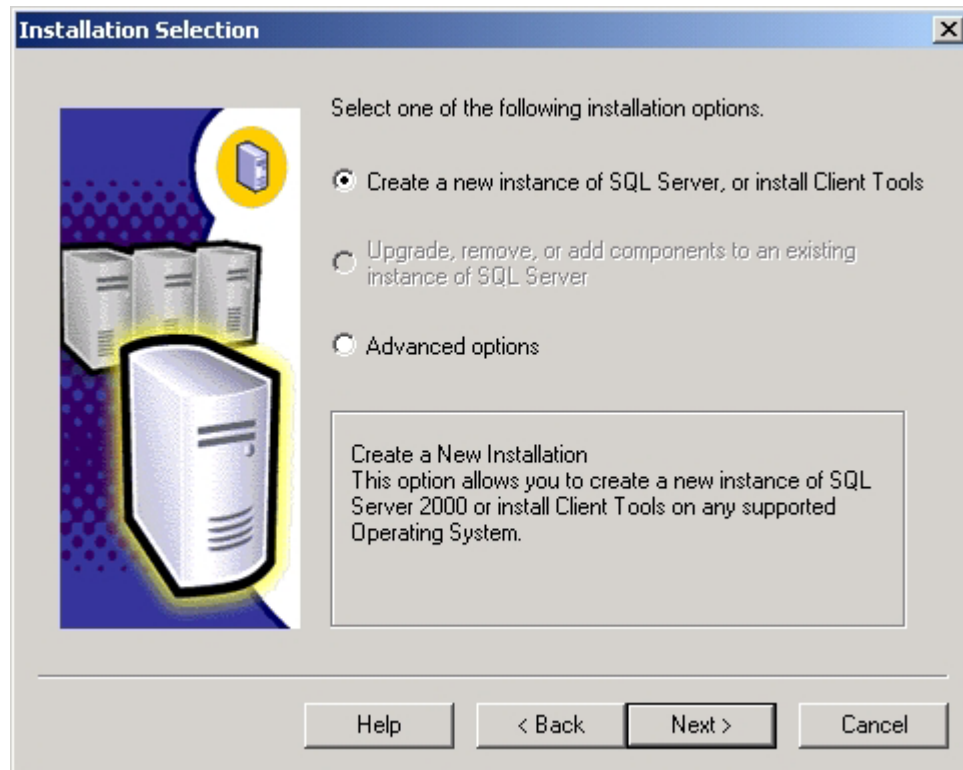 Installation Selection
Select one of the following installation options.
Create a new instance of SQL Server, or install Client Tools
Upgrade, remove, or add components to an existing
instance of SQL Server
Advanced options
Create a New Installation
This option allows you to create a new instance of SQL
Server 2000 or install Client Tools on any supported
Operating System.
Help
< Back
Next >
Cancel